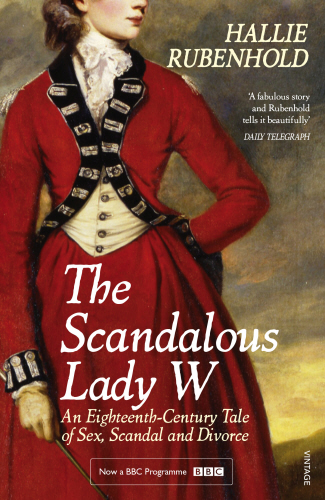 HALLIE
RUBENHOLD
‘A fabulous story
and Rubenhold
tells it beautifully’
DAILY TELEGRAPH
The
Scandalous
Lady W
An Eighteenth-Century Tale
of Sex, Scandal and Divorce
Now a BBC Programme BBC
VINTAGE